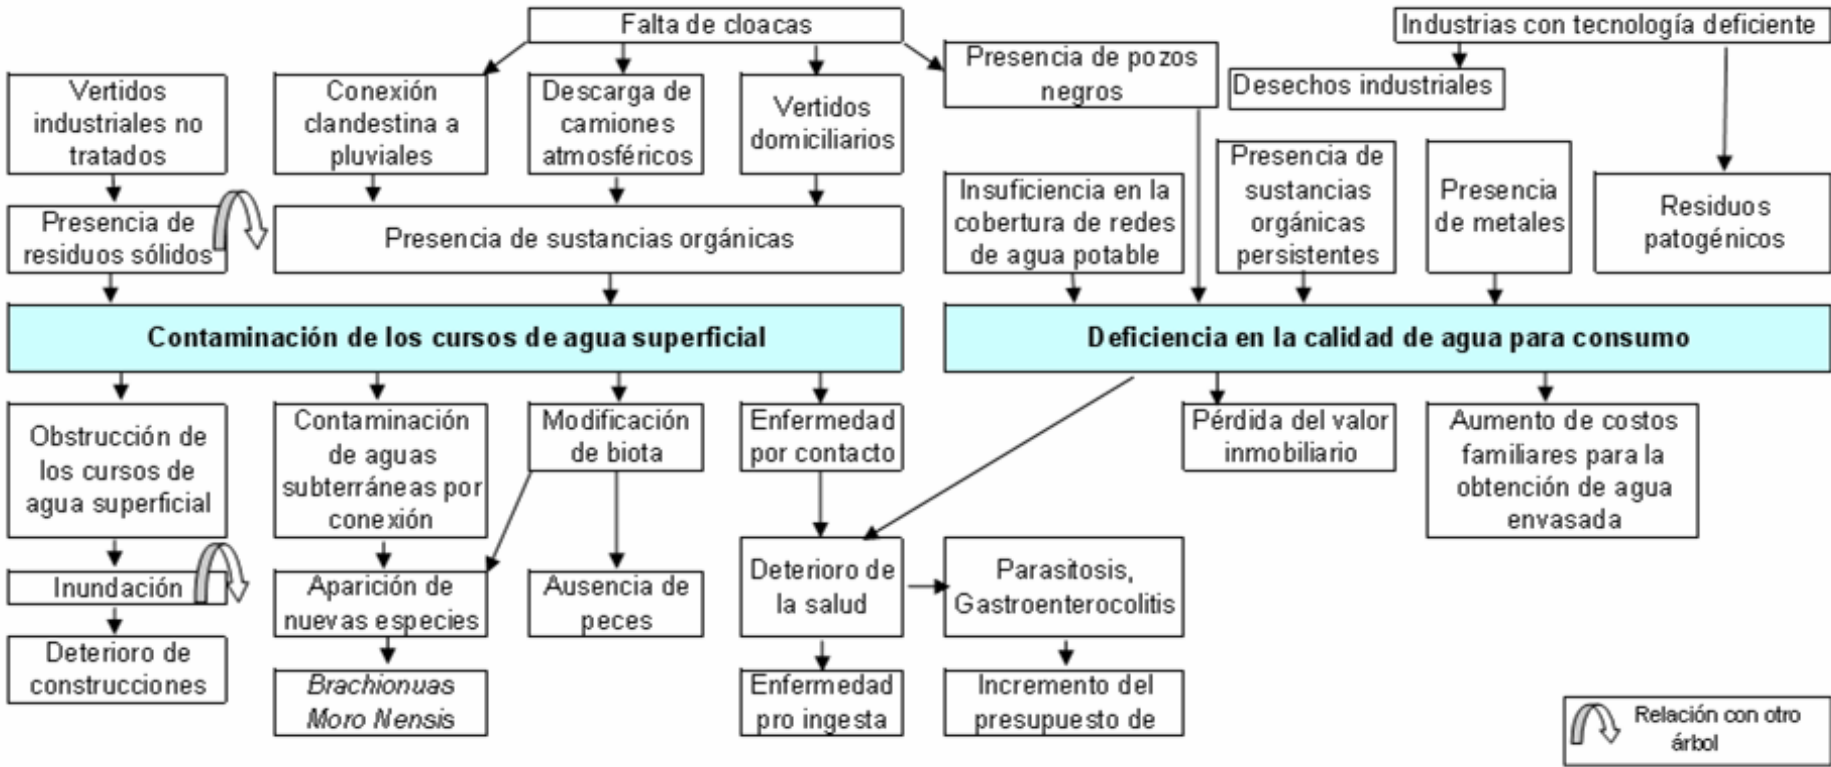 Falta de cloacas
Industrias con tecnología deficiente
Vertidos
industriales no
tratados
Conexión
clandestina a
pluviales
Descarga de
camiones
atmosféricos
Vertidos
domiciliarios
Presencia de pozos
negros
Desechos industriales
Presencia de
residuos sólidos
Presencia de sustancias orgánicas
Insuficiencia en la
cobertura de redes
de agua potable
Presencia de
sustancias
orgánicas
persistentes
Presencia
de metales
Residuos
patogénicos
Contaminación de los cursos de agua superficial
Deficiencia en la calidad de agua para consumo
Obstrucción de
los cursos de
agua superficial
Contaminación
de aguas
subterráneas por
conexión
Modificación
de biota
Enfermedad
por contacto
Pérdida del valor
inmobiliario
Aumento de costos
familiares para la
obtención de agua
envasada
Inundación
Aparición de
nuevas especies
Ausencia de
peces
Deterioro de
la salud
Parasitosis,
Gastroenterocolitis
Deterioro de
construcciones
Brachionuas
Moro Nensis
Enfermedad
pro ingesta
Incremento del
presupuesto de
Relación con otro
árbol